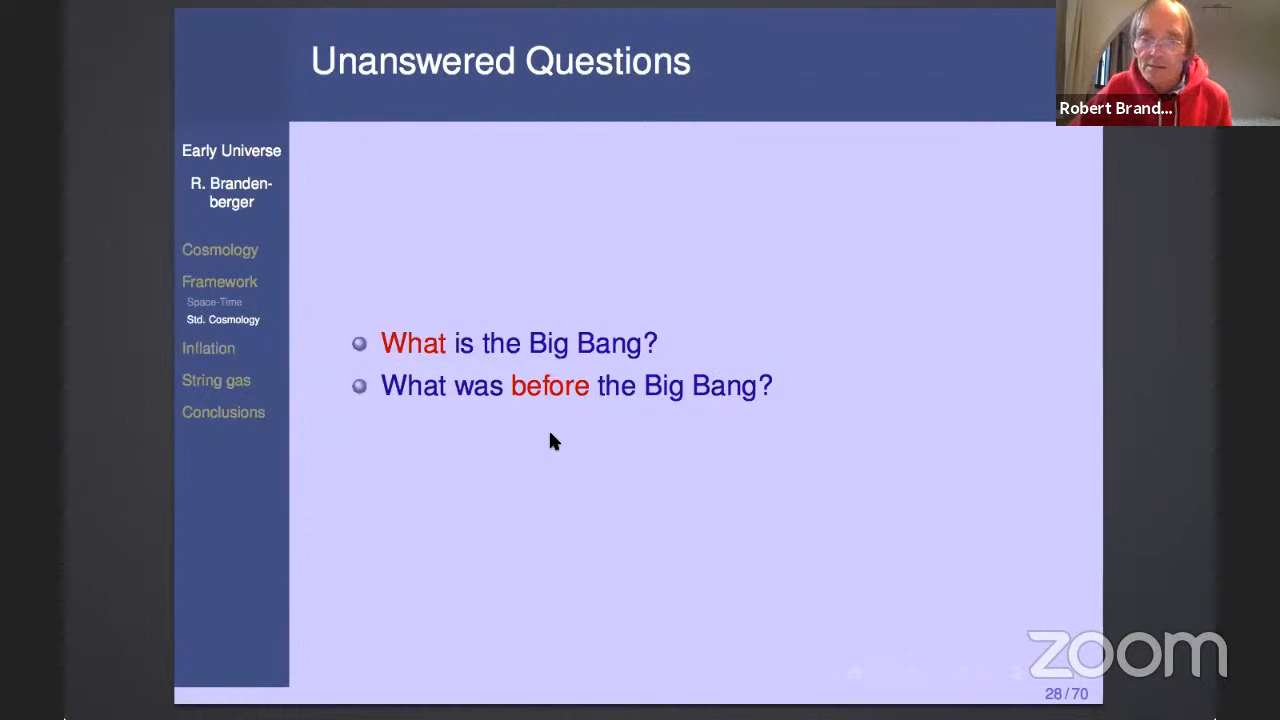 Unanswered Questions
Robert Brand...
Early Universe
R. Branden-
berger
Cosmology
Framework
Space-Time
Std. Cosmology
Inflation
String gas
Conclusions
What is the Big Bang?
What was before the Big Bang?
zoom
28/70